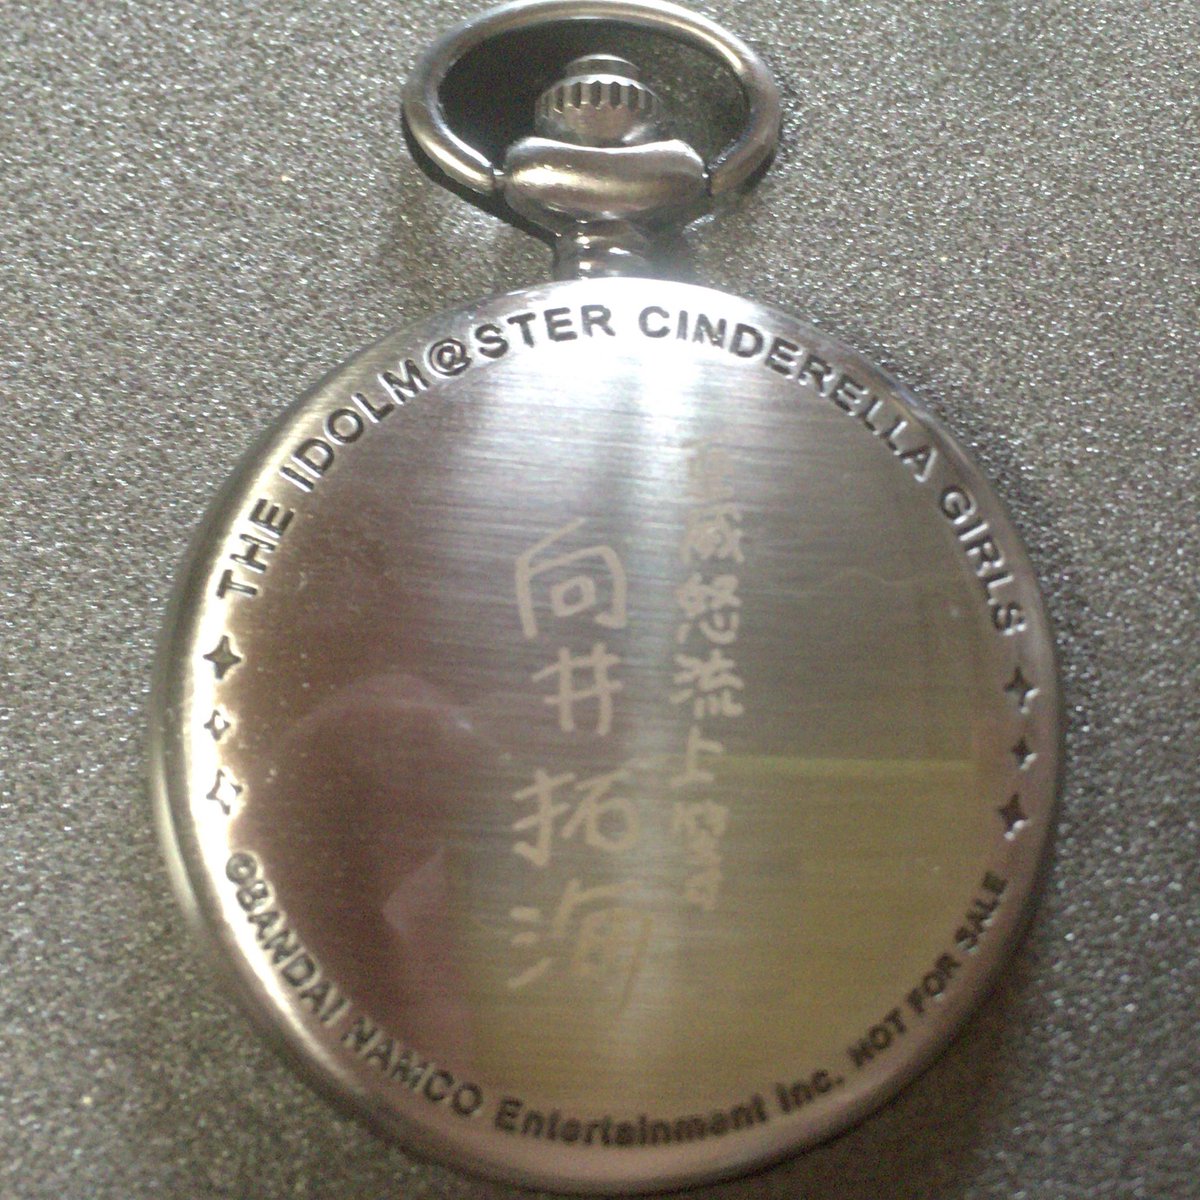 THE IDOLM@STER CINDERELLA GIRLS
向井拓海
©BANDAI NAMCO Entertainment Inc. NOT FOR SALE